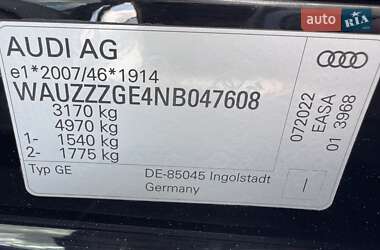 auto RIA
AUDI AG
e1*2007/46*1914
WAUZZZGE4NB047608
3170 kg
4970 kg
1- 1540 kg
2- 1775 kg
Typ GE
DE-85045 Ingolstadt
Germany
072022
EASA
01 3968
I